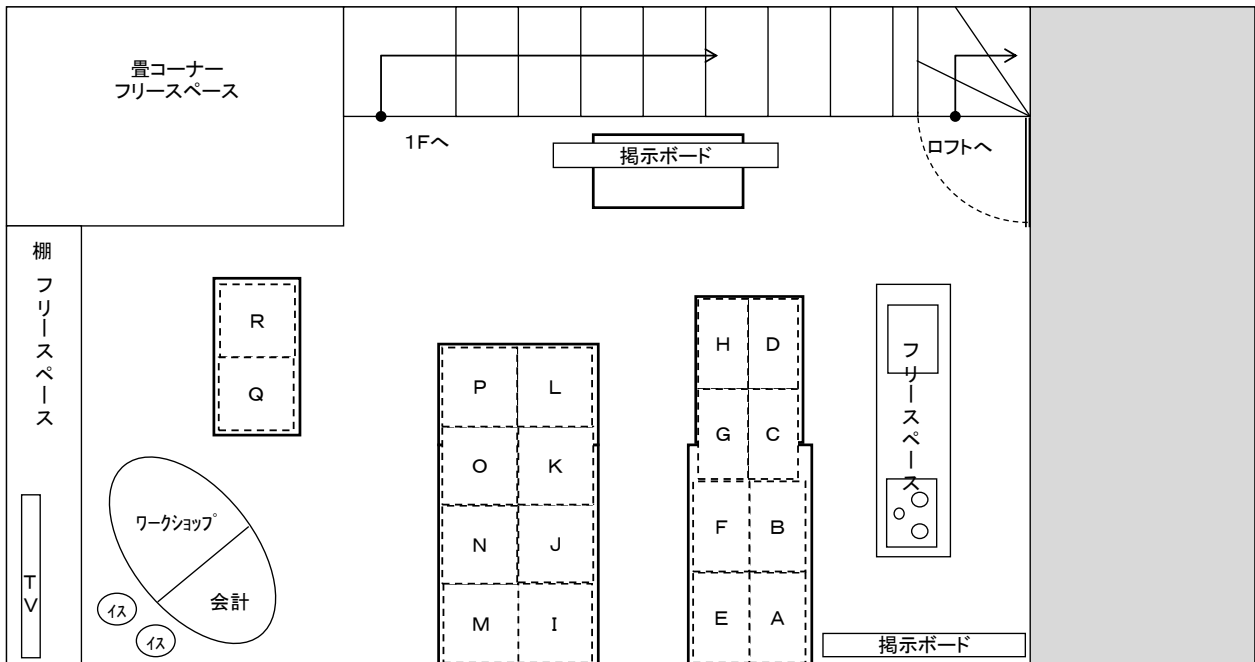 畳コーナー
フリースペース
1Fへ
掲示ボード
ロフトへ
棚 フリースペース
R
Q
P L
O K
N J
M I
H D
G C
F B
E A
フリースペース
ワークショップ
会計
イス
イス
TV
掲示ボード